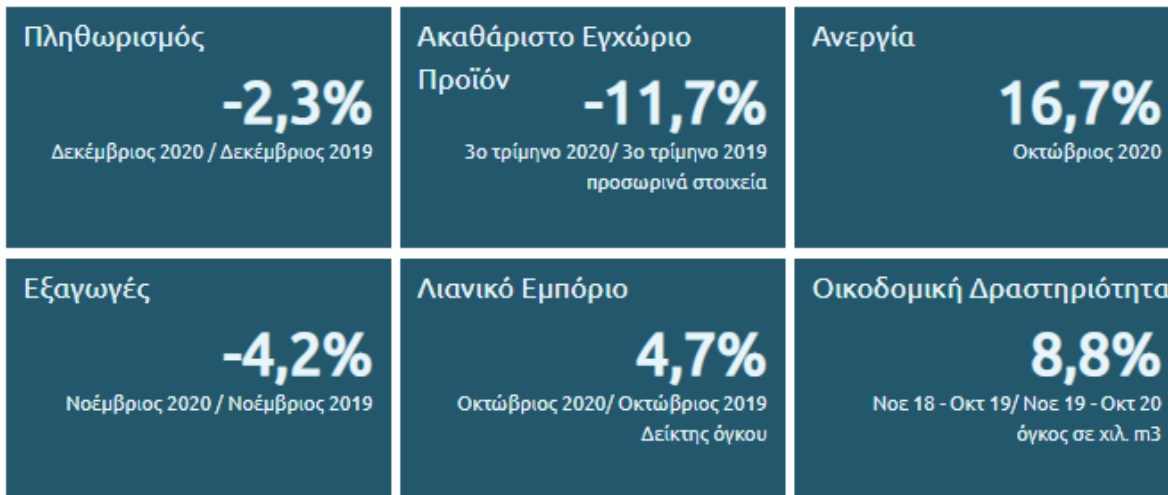 Πληθωρισμός
-2,3%
Δεκέμβριος 2020 / Δεκέμβριος 2019
Ακαθάριστο Εγχώριο
Προϊόν
-11,7%
3ο τρίμηνο 2020/ 3ο τρίμηνο 2019
προσωρινά στοιχεία
Ανεργία
16,7%
Οκτώβριος 2020
Εξαγωγές
-4,2%
Νοέμβριος 2020 / Νοέμβριος 2019
Λιανικό Εμπόριο
4,7%
Οκτώβριος 2020/ Οκτώβριος 2019
Δείκτης όγκου
Οικοδομική Δραστηριότητα
8,8%
Νοε 18 - Οκτ 19/ Νοε 19 - Οκτ 20
όγκος σε χιλ. m3